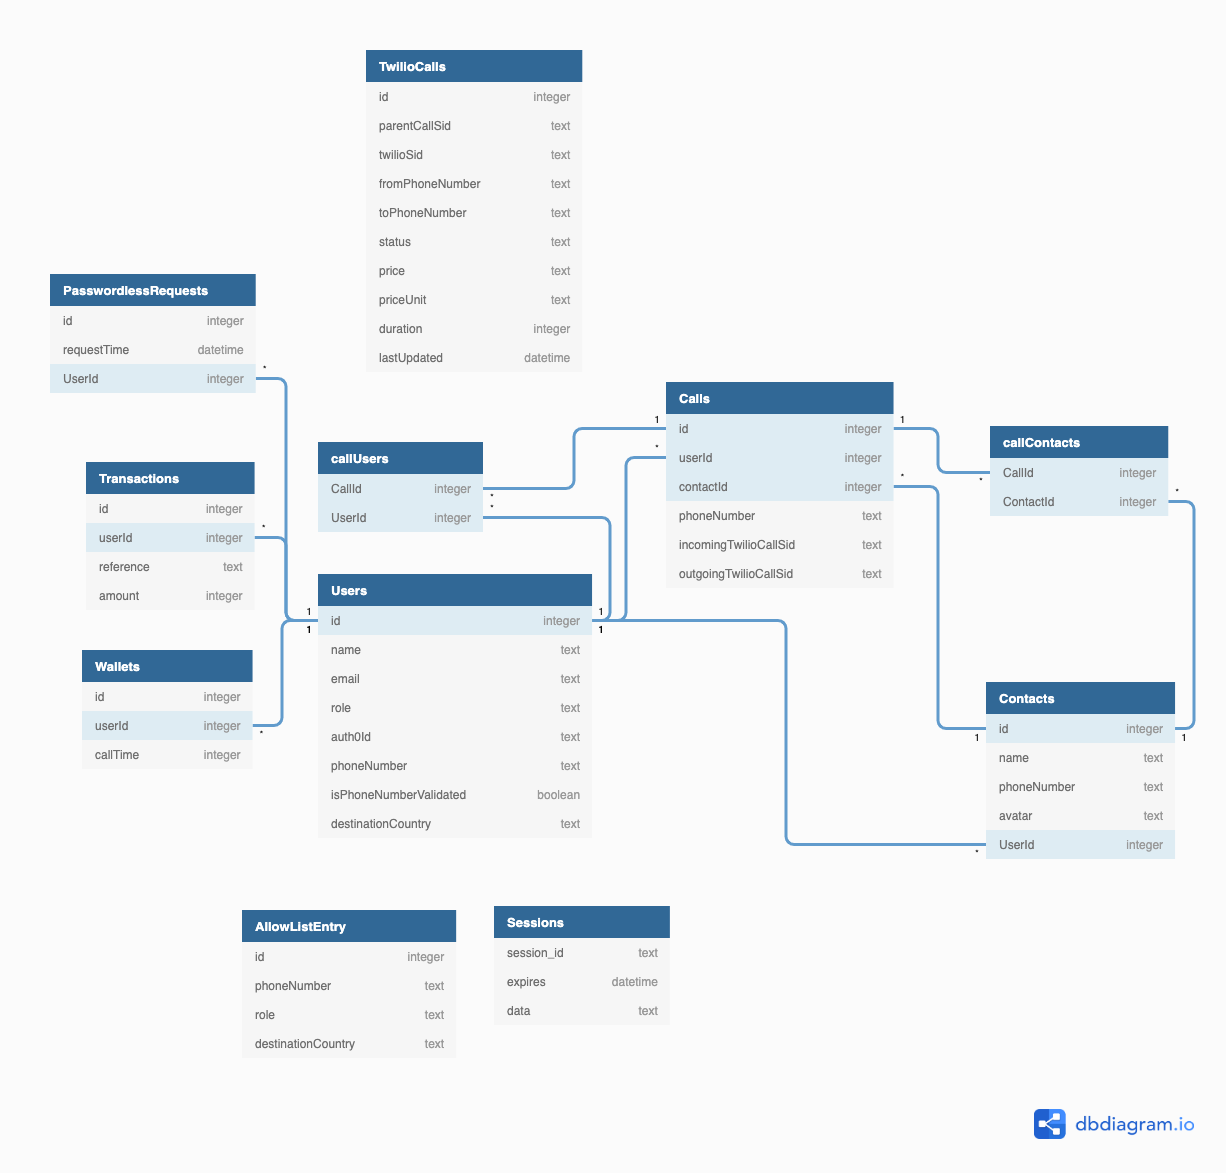 TwilioCalls
id integer
parentCallSid text
twilioSid text
fromPhoneNumber text
toPhoneNumber text
status text
price text
priceUnit text
duration integer
lastUpdated datetime
PasswordlessRequests
id integer
requestTime datetime
UserId integer
*
Transactions
id integer
userId integer
*
reference text
amount integer
Wallets
id integer
userId integer
*
callTime integer
callUsers
CallId integer
*
UserId integer
*
Users
1 id integer 1
1 1
name text
email text
role text
auth0Id text
phoneNumber text
isPhoneNumberValidated boolean
destinationCountry text
Calls
1 id integer 1
* userId integer
contactId integer *
phoneNumber text
incomingTwilioCallSid text
outgoingTwilioCallSid text
callContacts
* CallId integer
ContactId integer *
Contacts
1 id integer 1
name text
phoneNumber text
avatar text
* UserId integer
AllowListEntry
id integer
phoneNumber text
role text
destinationCountry text
Sessions
session_id text
expires datetime
data text
dbdiagram.io